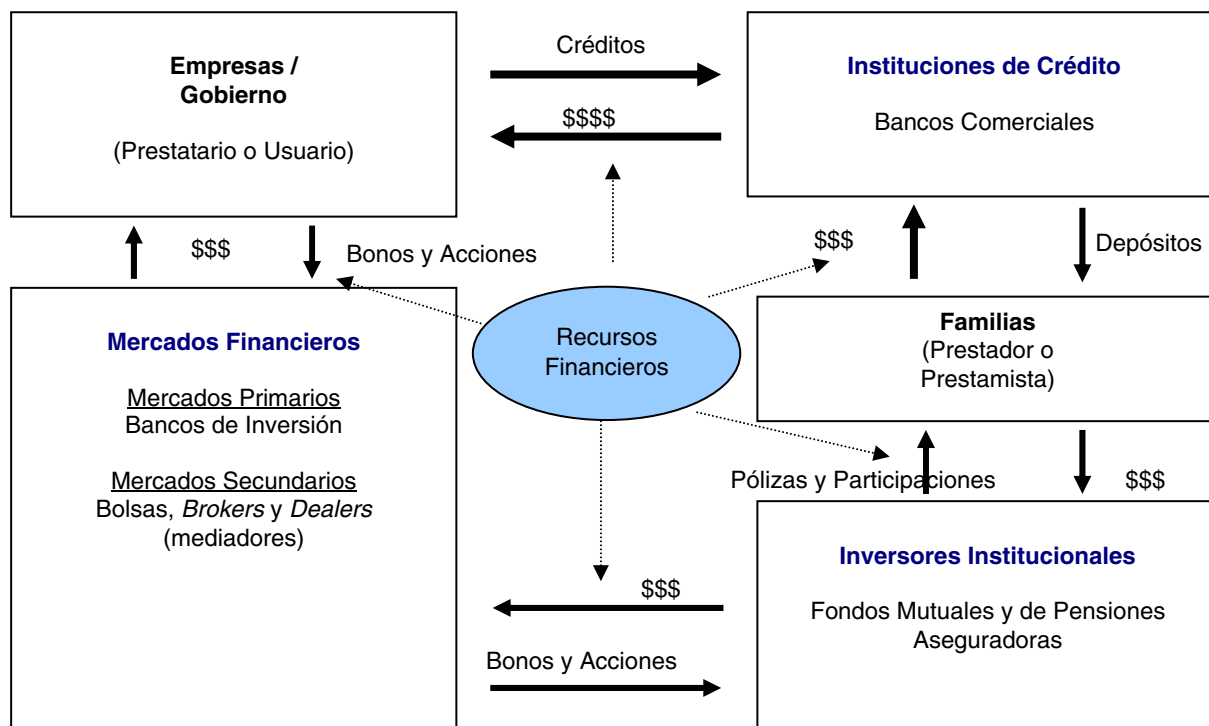 Empresas /
Gobierno
(Prestatario o Usuario)
Créditos
$$$$
Instituciones de Crédito
Bancos Comerciales
$$$
Bonos y Acciones
$$$
Depósitos
Mercados Financieros
Mercados Primarios
Bancos de Inversión
Mercados Secundarios
Bolsas, Brokers y Dealers
(mediadores)
Recursos
Financieros
Familias
(Prestador o
Prestamista)
Pólizas y Participaciones
$$$
Inversores Institucionales
Fondos Mutuales y de Pensiones
Aseguradoras
$$$
Bonos y Acciones